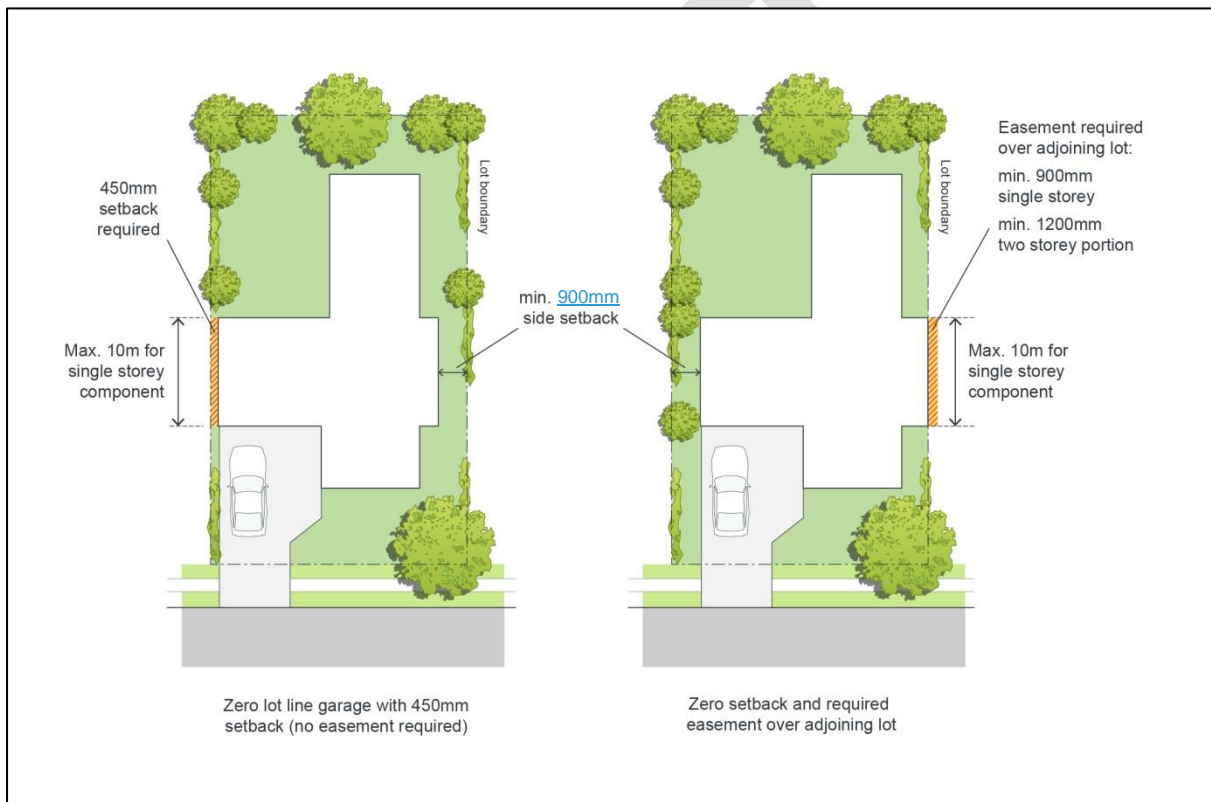 450mm
setback
required
Lot boundary
Max. 10m for
single storey
component
min. 900mm
side setback
Lot boundary
Easement required
over adjoining lot:
min. 900mm
single storey
min. 1200mm
two storey portion
Max. 10m for
single storey
component
Zero lot line garage with 450mm
setback (no easement required)
Zero setback and required
easement over adjoining lot